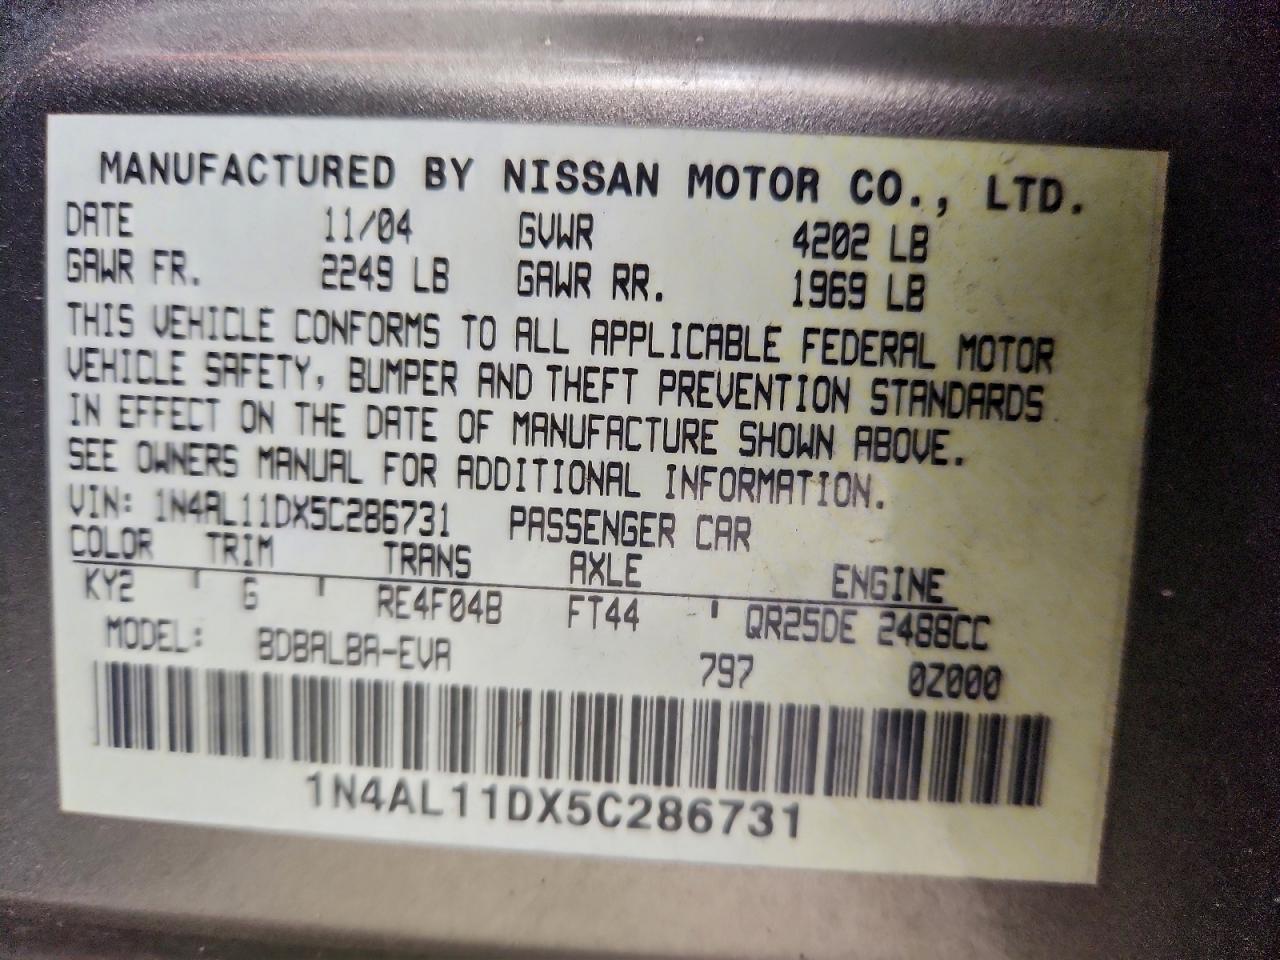 MANUFACTURED BY NISSAN MOTOR CO., LTD.
DATE 11/04 GVWR 4202 LB
GAWR FR. 2249 LB GAWR RR. 1969 LB
THIS VEHICLE CONFORMS TO ALL APPLICABLE FEDERAL MOTOR
VEHICLE SAFETY, BUMPER AND THEFT PREVENTION STANDARDS
IN EFFECT ON THE DATE OF MANUFACTURE SHOWN ABOVE.
SEE OWNERS MANUAL FOR ADDITIONAL INFORMATION.
VIN: 1N4AL11DX5C286731 PASSENGER CAR
COLOR TRIM TRANS AXLE ENGINE
KY2 G RE4F04B FT44 QR25DE 2488CC
MODEL: BDBALBA-EVA 797 0Z000
1N4AL11DX5C286731